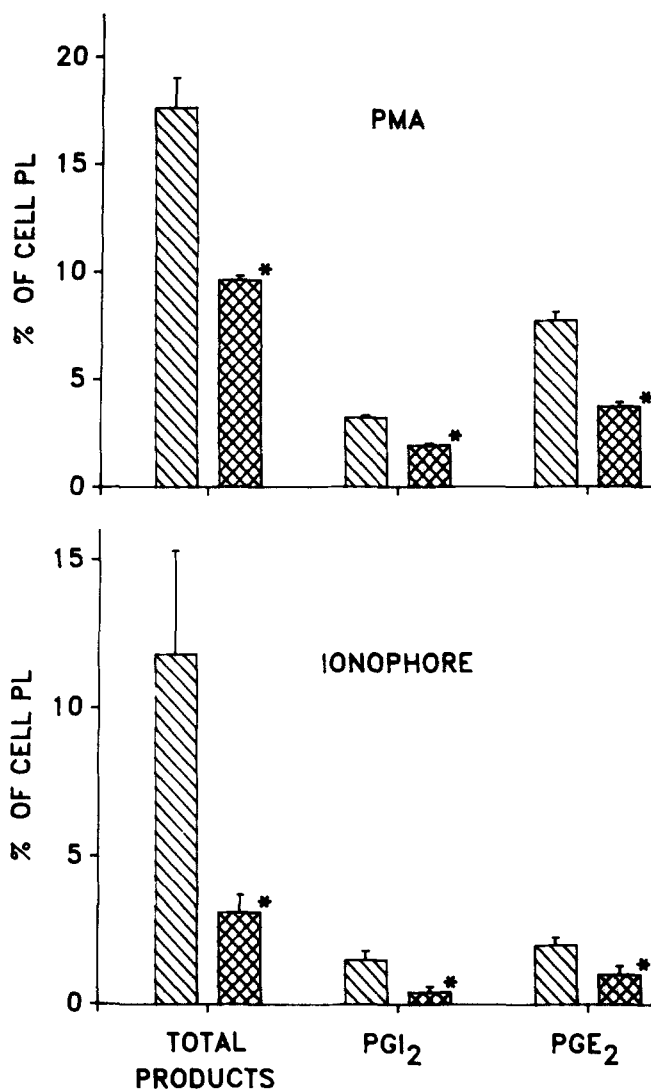 20
PMA
15
% OF CELL PL
10
*
5
*
*
0
15
IONOPHORE
10
% OF CELL PL
5
*
*
*
0
TOTAL PRODUCTS
PGI2
PGE2